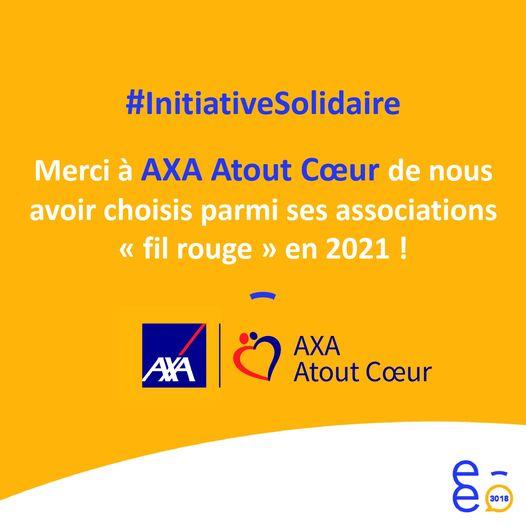 #InitiativeSolidaire
Merci à AXA Atout Cœur de nous
avoir choisis parmi ses associations
« fil rouge » en 2021 !
AXA
AXA
Atout Cœur
e
e 3018